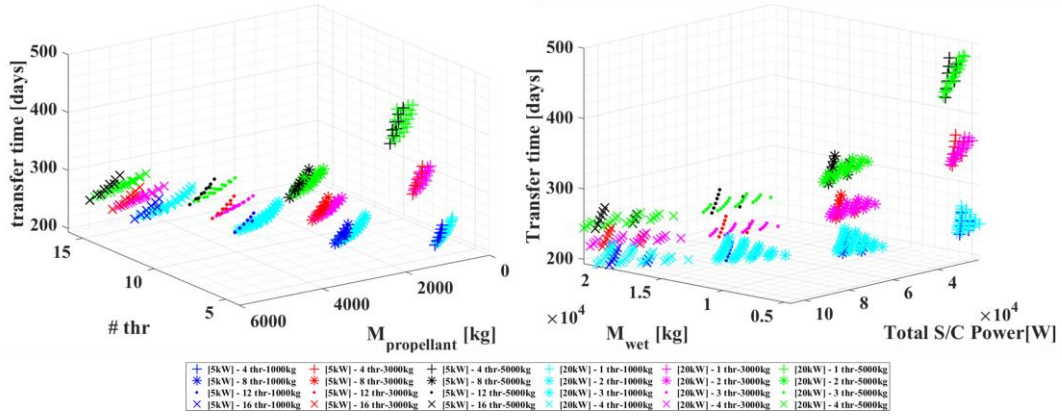 500
400
300
200
transfer time [days]
15
10
5
# thr
6000
4000
2000
0
M_propellant [kg]
500
400
300
200
Transfer time [days]
2
1.5
1
0.5
×10^4
M_wet [kg]
10
8
6
4
×10^4
Total S/C Power[W]
[5kW] - 4 thr-1000kg [5kW] - 4 thr-3000kg [5kW] - 8 thr-5000kg [20kW] - 1 thr-1000kg [20kW] - 1 thr-3000kg [20kW] - 1 thr-5000kg
[5kW] - 8 thr-1000kg [5kW] - 8 thr-3000kg [5kW] - 4 thr-5000kg [20kW] - 2 thr-1000kg [20kW] - 2 thr-3000kg [20kW] - 2 thr-5000kg
[5kW] - 12 thr-1000kg [5kW] - 12 thr-3000kg [5kW] - 12 thr-5000kg [20kW] - 3 thr-1000kg [20kW] - 3 thr-3000kg [20kW] - 3 thr-5000kg
[5kW] - 16 thr-1000kg [5kW] - 16 thr-3000kg [5kW] - 16 thr-5000kg [20kW] - 4 thr-1000kg [20kW] - 4 thr-3000kg [20kW] - 4 thr-5000kg